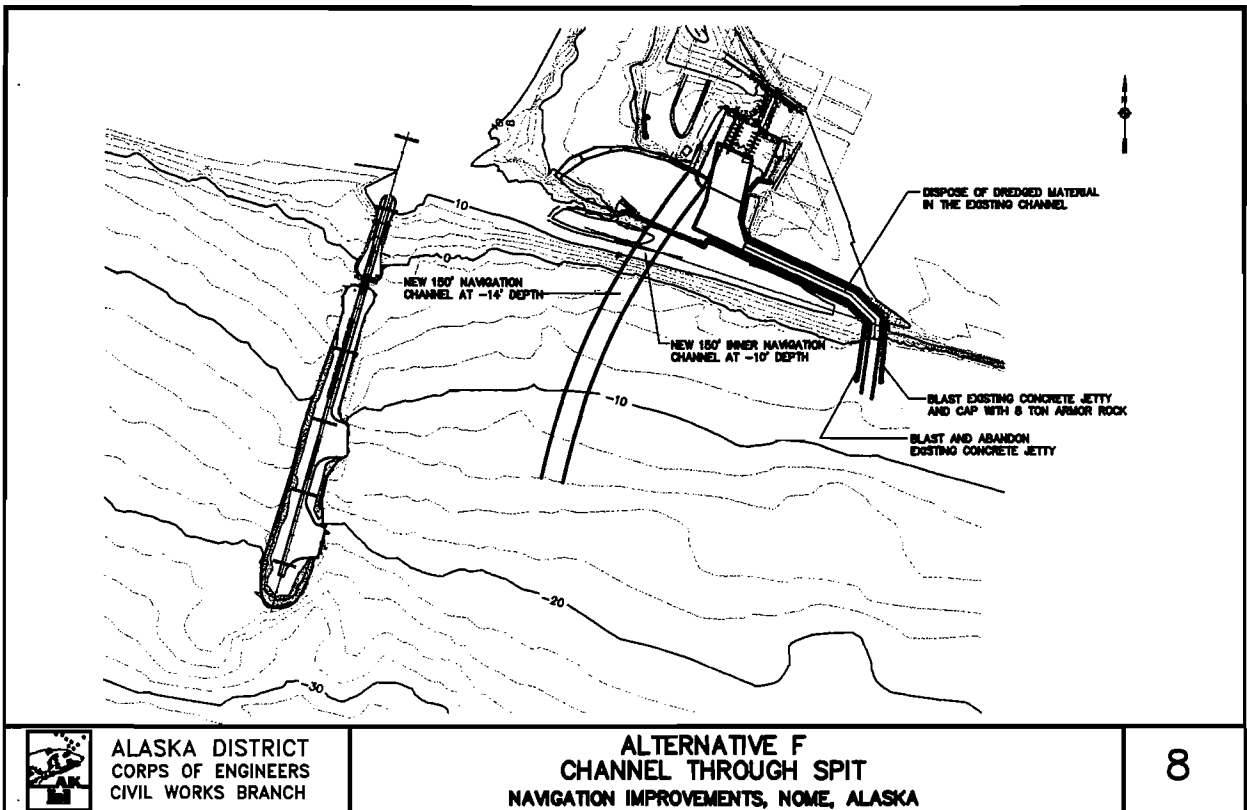 10
0
DISPOSE OF DREDGED MATERIAL
IN THE EXISTING CHANNEL
NEW 150' NAVIGATION
CHANNEL AT -14' DEPTH
NEW 150' INNER NAVIGATION
CHANNEL AT -10' DEPTH
-10
BLAST EXISTING CONCRETE JETTY
AND CAP WITH 8 TON ARMOR ROCK
BLAST AND ABANDON
EXISTING CONCRETE JETTY
-20
-30
AK
ALASKA DISTRICT
CORPS OF ENGINEERS
CIVIL WORKS BRANCH
ALTERNATIVE F
CHANNEL THROUGH SPIT
NAVIGATION IMPROVEMENTS, NOME, ALASKA
8